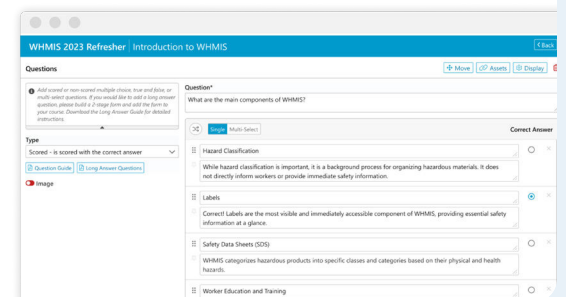 WHMIS 2023 Refresher Introduction to WHMIS
Back
Questions
Move
Assets
Display
Add scored or non-scored multiple choice, true and false, or
multi-select questions. If you would like to add a long answer
question, please build a 2-stage form and add the form to
your course. Download the Long Answer Guide for detailed
instructions.
Type
Scored - is scored with the correct answer
Question Guide
Long Answer Questions
Image
Question*
What are the main components of WHMIS?
Single
Multi-Select
Correct Answer
Hazard Classification
While hazard classification is important, it is a background process for organizing hazardous materials. It does
not directly inform workers or provide immediate safety information.
Labels
Correct! Labels are the most visible and immediately accessible component of WHMIS, providing essential safety
information at a glance.
Safety Data Sheets (SDS)
WHMIS categorizes hazardous products into specific classes and categories based on their physical and health
hazards.
Worker Education and Training